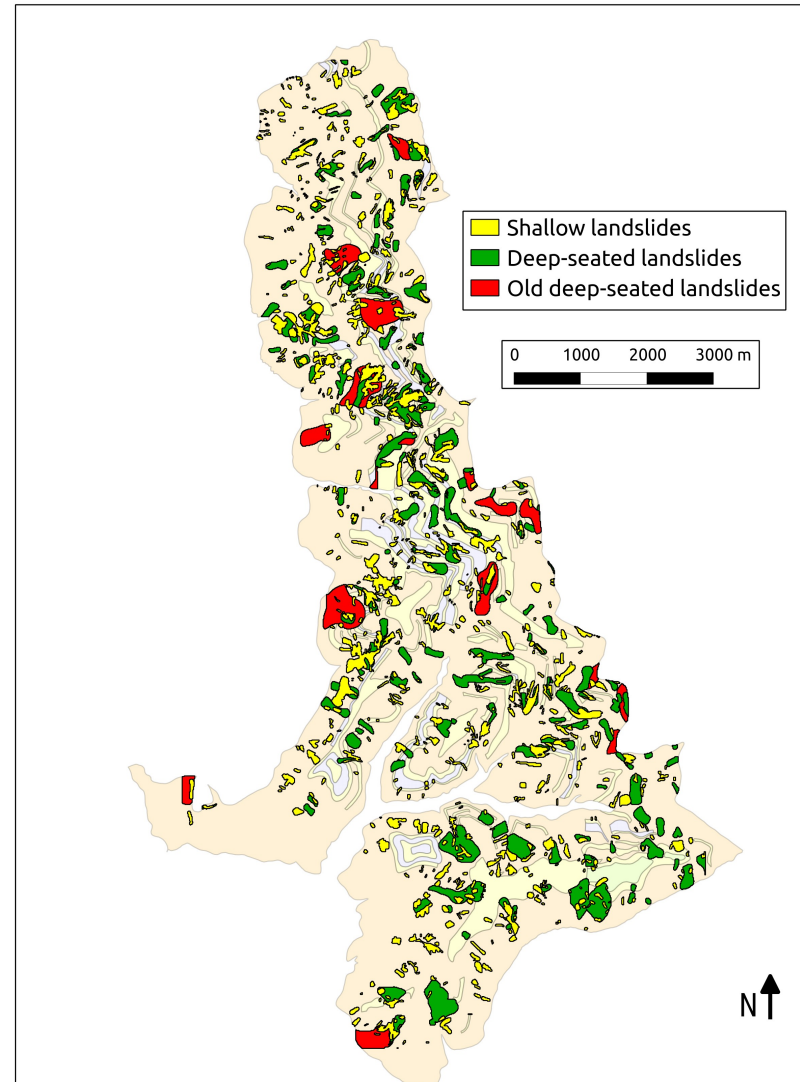 Shallow landslides
Deep-seated landslides
Old deep-seated landslides
0 1000 2000 3000 m
N